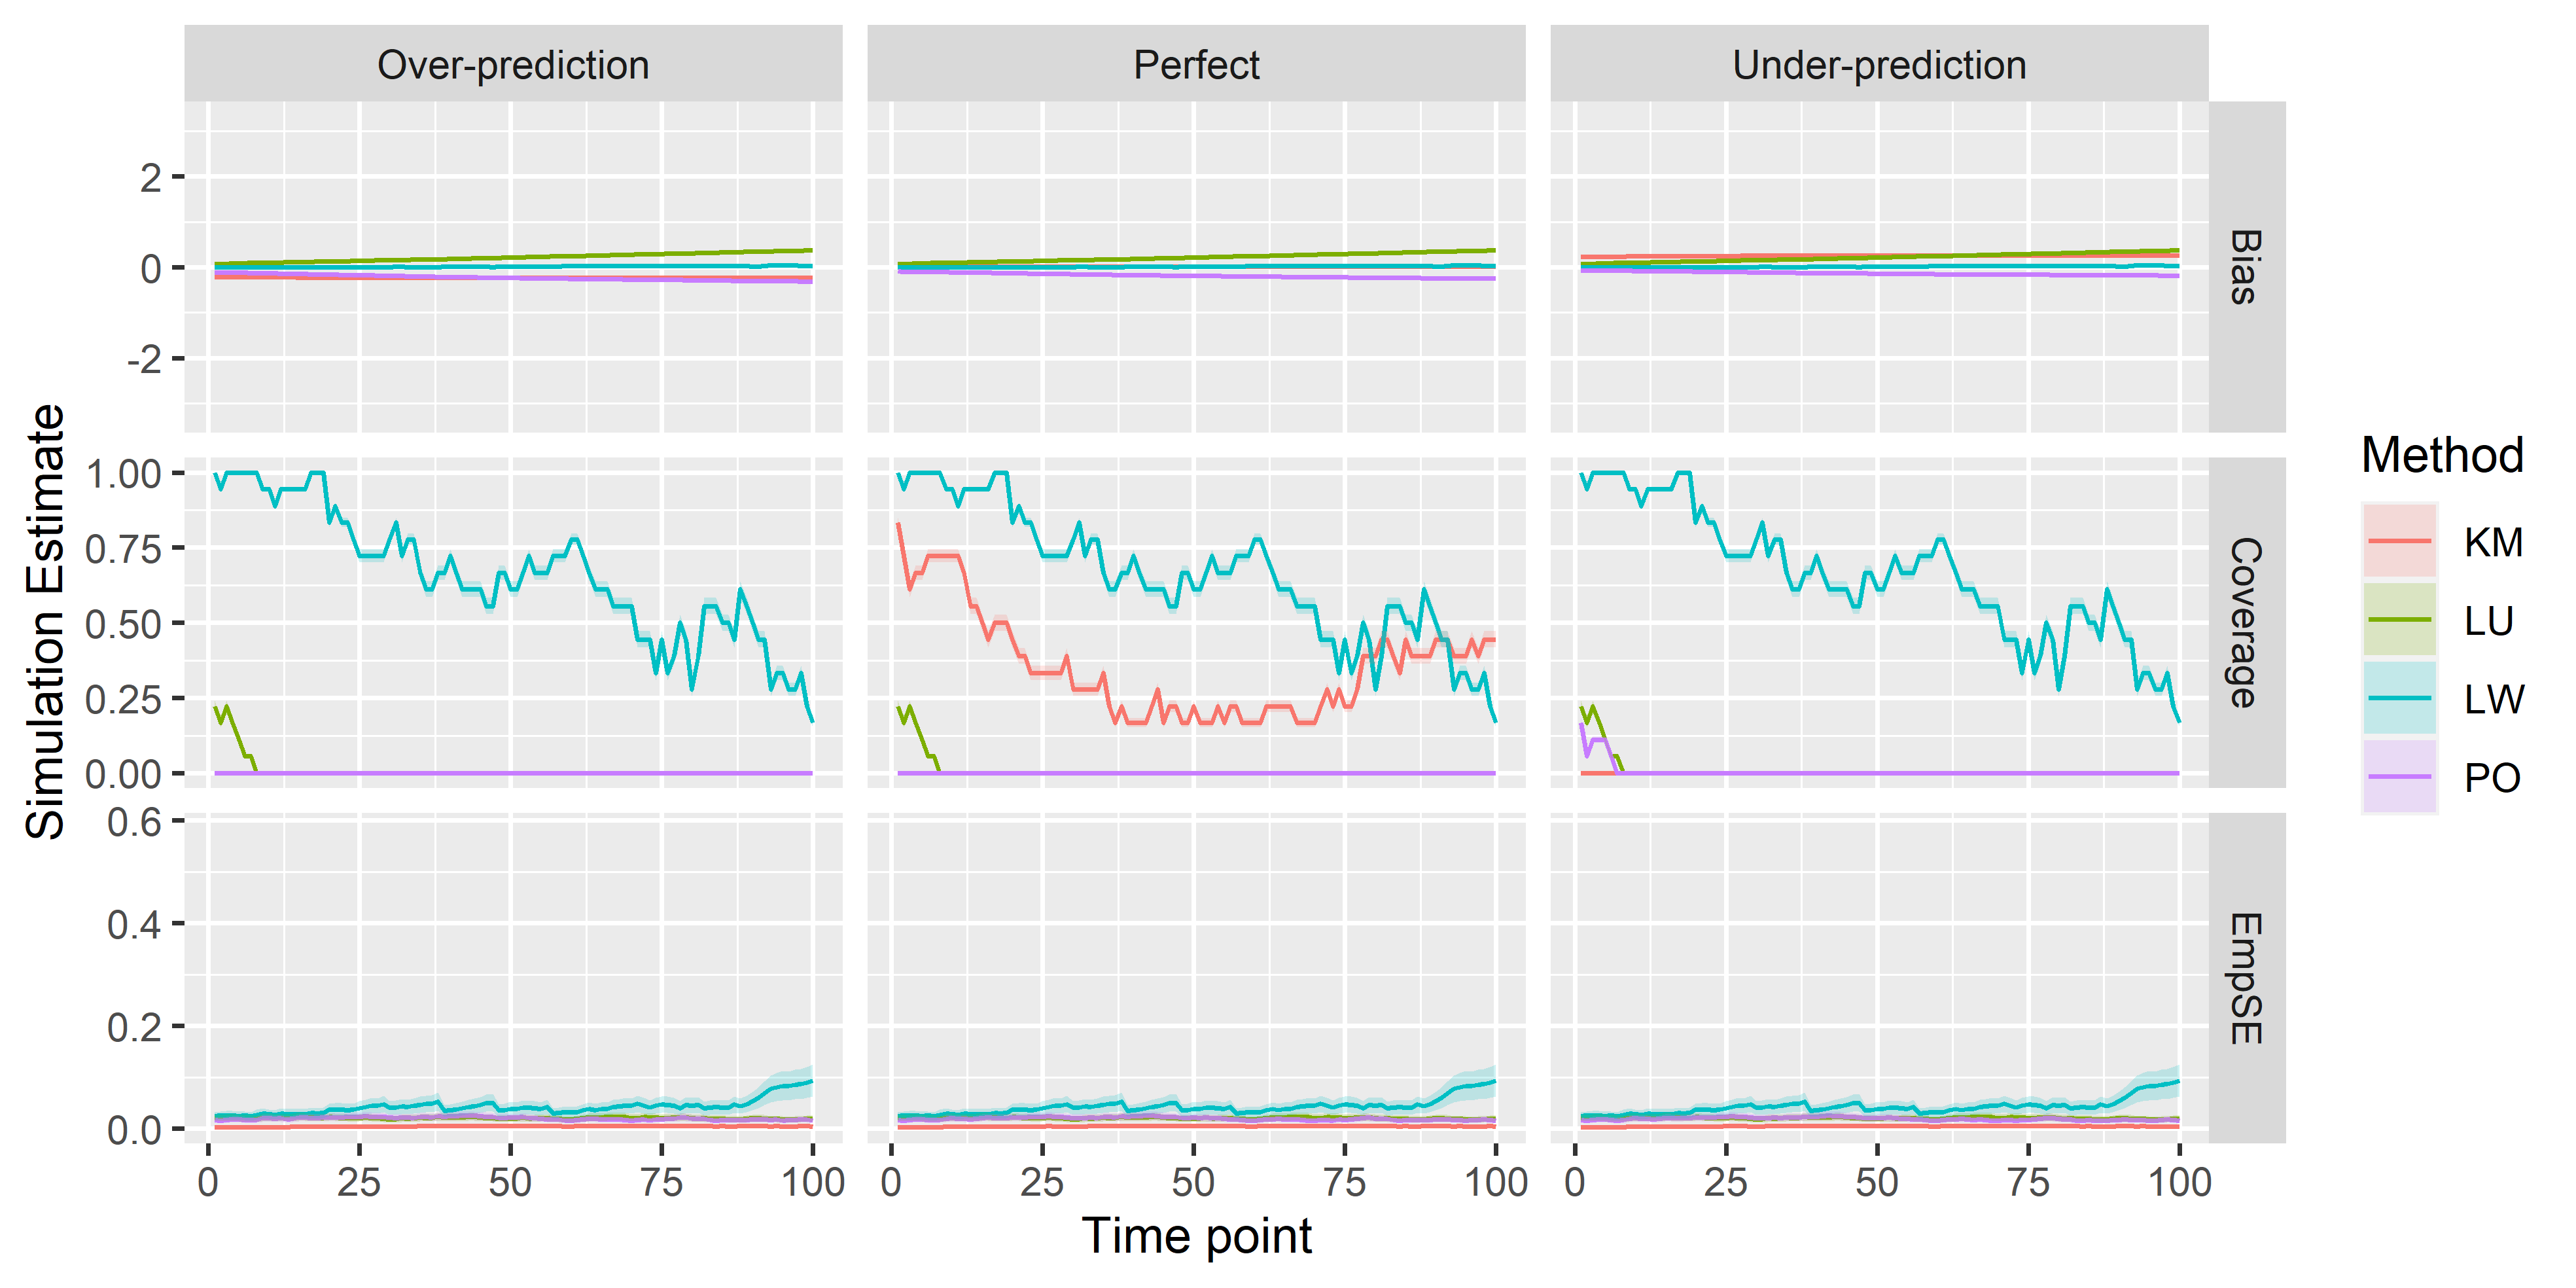 Over-prediction
Perfect
Under-prediction
2
0
-2
Bias
Simulation Estimate
1.00
0.75
0.50
0.25
0.00
Coverage
0.6
0.4
0.2
0.0
EmpSE
0 25 50 75 100
0 25 50 75 100
0 25 50 75 100
Time point
Method
KM
LU
LW
PO